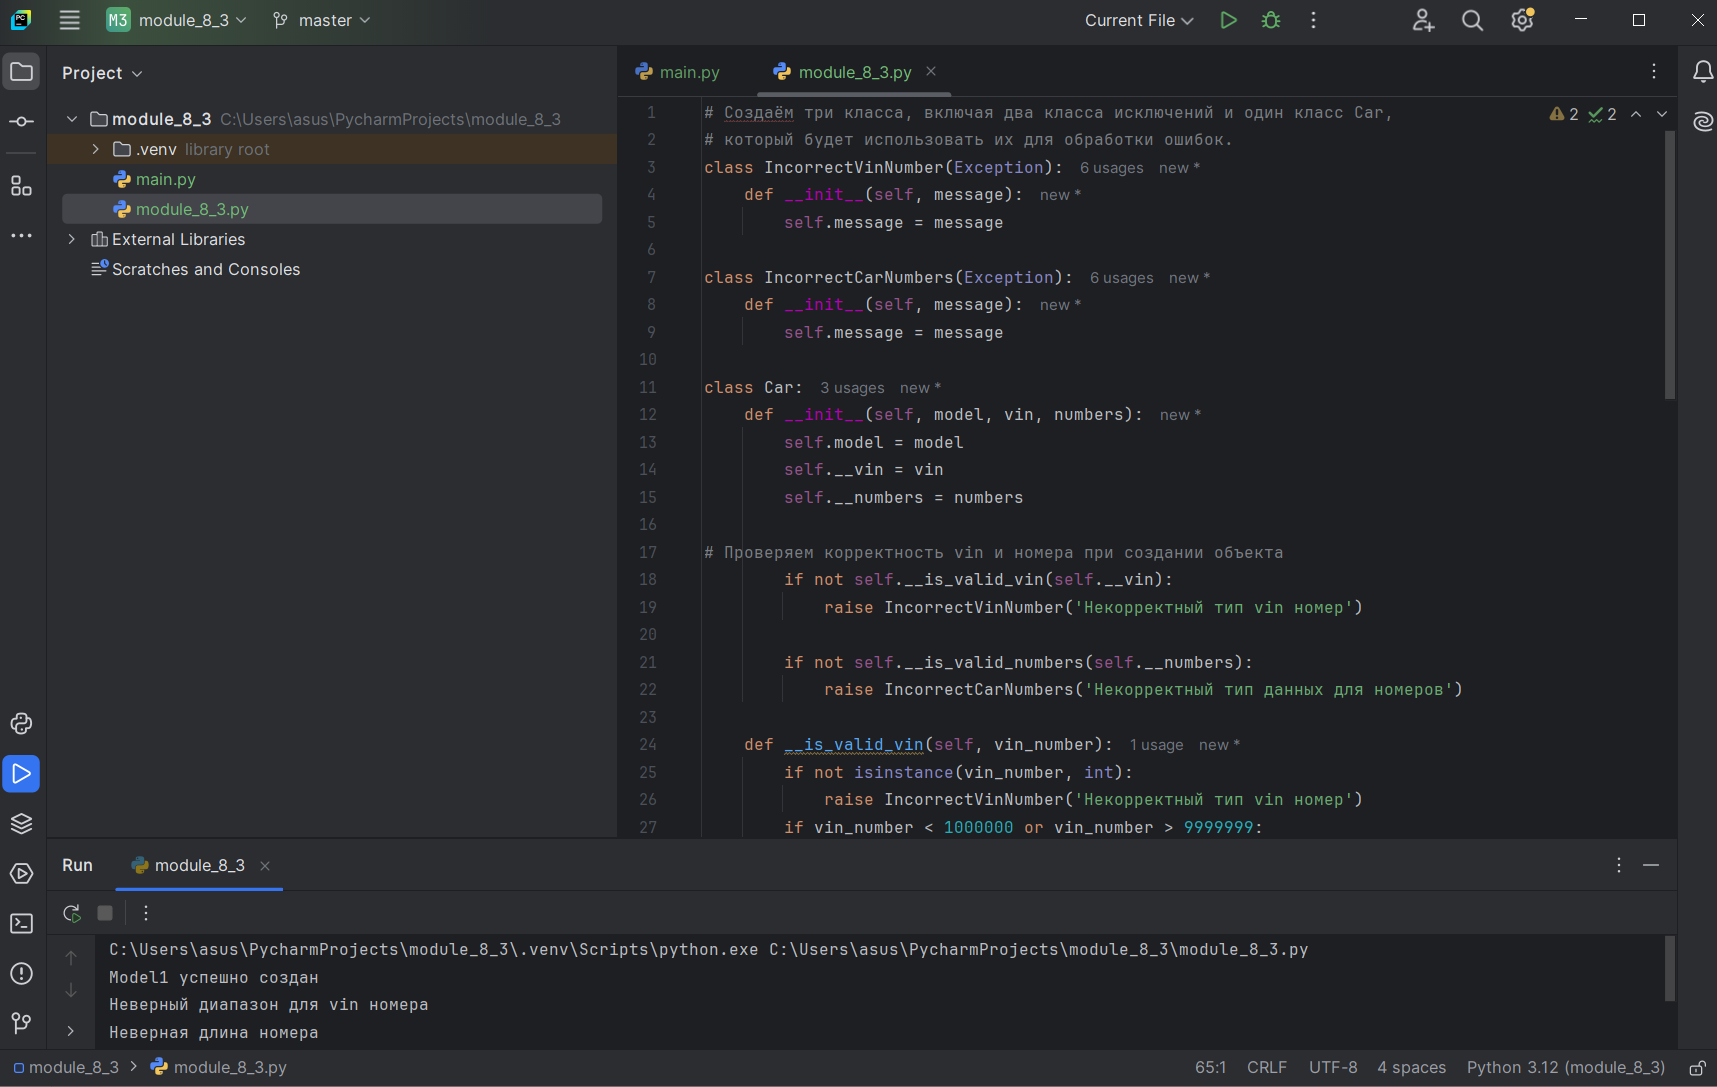 M3 module_8_3 master Current File
Project
main.py module_8_3.py
module_8_3 C:\Users\asus\PycharmProjects\module_8_3
.venv library root
main.py
module_8_3.py
External Libraries
Scratches and Consoles
2 2
1 # Создаём три класса, включая два класса исключений и один класс Car,
2 # который будет использовать их для обработки ошибок.
3 class IncorrectVinNumber(Exception): 6 usages new *
4 def __init__(self, message): new *
5 self.message = message
6
7 class IncorrectCarNumbers(Exception): 6 usages new *
8 def __init__(self, message): new *
9 self.message = message
10
11 class Car: 3 usages new *
12 def __init__(self, model, vin, numbers): new *
13 self.model = model
14 self.__vin = vin
15 self.__numbers = numbers
16
17 # Проверяем корректность vin и номера при создании объекта
18 if not self.__is_valid_vin(self.__vin):
19 raise IncorrectVinNumber('Некорректный тип vin номер')
20
21 if not self.__is_valid_numbers(self.__numbers):
22 raise IncorrectCarNumbers('Некорректный тип данных для номеров')
23
24 def __is_valid_vin(self, vin_number): 1 usage new *
25 if not isinstance(vin_number, int):
26 raise IncorrectVinNumber('Некорректный тип vin номер')
27 if vin_number < 1000000 or vin_number > 9999999:
Run module_8_3
C:\Users\asus\PycharmProjects\module_8_3\.venv\Scripts\python.exe C:\Users\asus\PycharmProjects\module_8_3\module_8_3.py
Model1 успешно создан
Неверный диапазон для vin номера
Неверная длина номера
module_8_3 > module_8_3.py 65:1 CRLF UTF-8 4 spaces Python 3.12 (module_8_3)